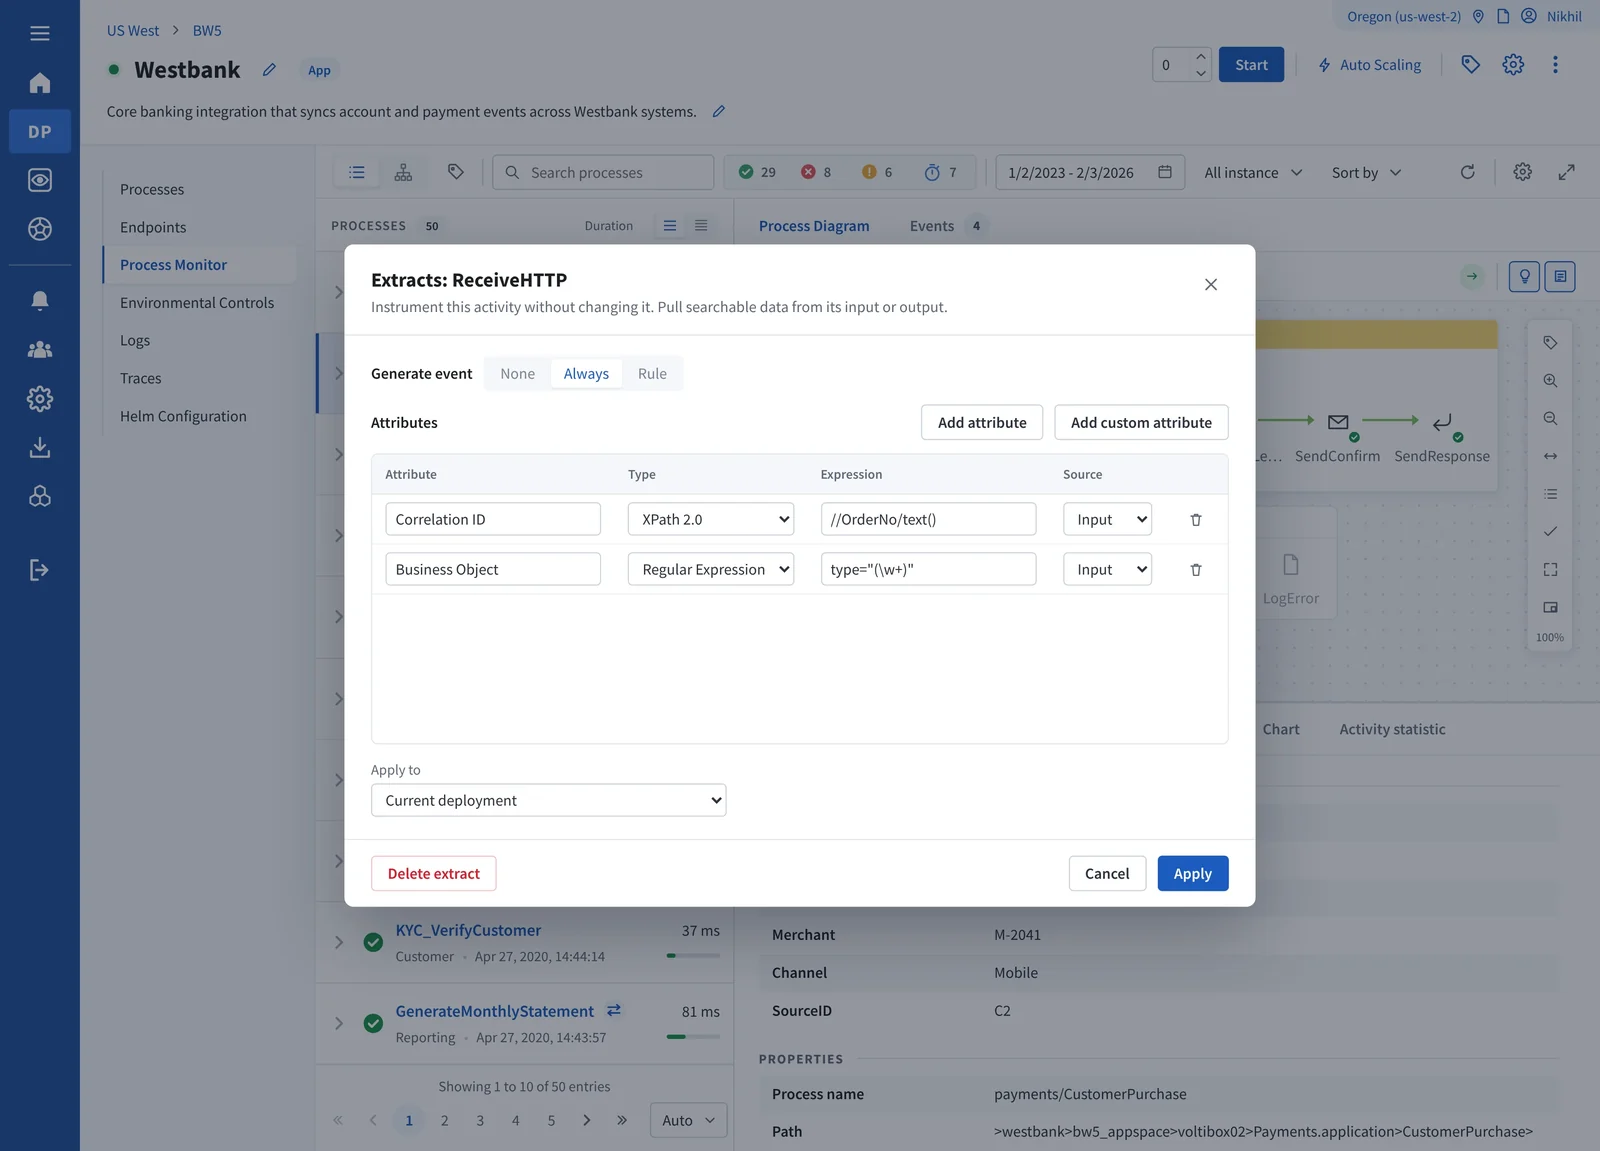 US West > BW5
Oregon (us-west-2) Nikhil
Westbank App
0 Start Auto Scaling
Core banking integration that syncs account and payment events across Westbank systems.
DP
Processes
Endpoints
Process Monitor
Environmental Controls
Logs
Traces
Helm Configuration
Search processes 29 8 6 7 1/2/2023 - 2/3/2026 All instance Sort by
PROCESSES 50 Duration
Process Diagram Events 4
Extracts: ReceiveHTTP
Instrument this activity without changing it. Pull searchable data from its input or output.
Generate event None Always Rule
Attributes Add attribute Add custom attribute
Attribute Type Expression Source
Correlation ID XPath 2.0 //OrderNo/text() Input
Business Object Regular Expression type="(\w+)" Input
Apply to
Current deployment
Delete extract Cancel Apply
Le... SendConfirm SendResponse
LogError
100%
Chart Activity statistic
KYC_VerifyCustomer 37 ms
Customer • Apr 27, 2020, 14:44:14
GenerateMonthlyStatement 81 ms
Reporting • Apr 27, 2020, 14:43:57
Showing 1 to 10 of 50 entries
« < 1 2 3 4 5 > » Auto
Merchant M-2041
Channel Mobile
SourceID C2
PROPERTIES
Process name payments/CustomerPurchase
Path >westbank>bw5_appspace>voltibox02>Payments.application>CustomerPurchase>